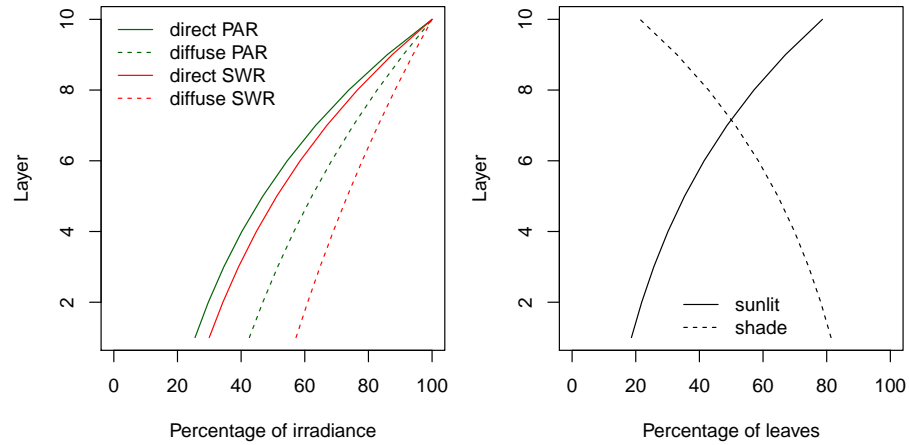 direct PAR
diffuse PAR
direct SWR
diffuse SWR
10
8
6
4
2
Layer
0 20 40 60 80 100
Percentage of irradiance
10
8
6
4
2
Layer
sunlit
shade
0 20 40 60 80 100
Percentage of leaves